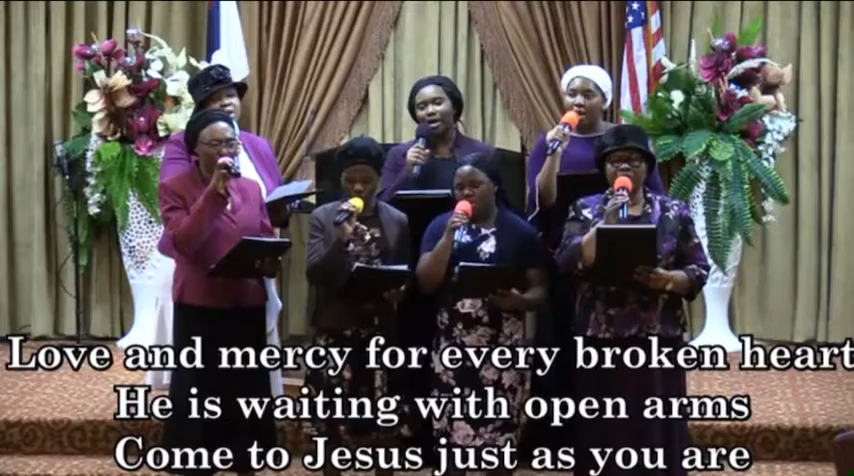 Love and mercy for every broken heart
He is waiting with open arms
Come to Jesus just as you are